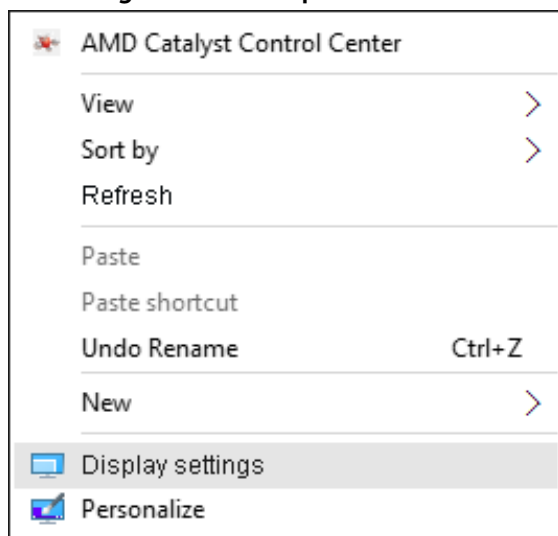 AMD Catalyst Control Center
View
Sort by
Refresh
Paste
Paste shortcut
Undo Rename Ctrl+Z
New
Display settings
Personalize